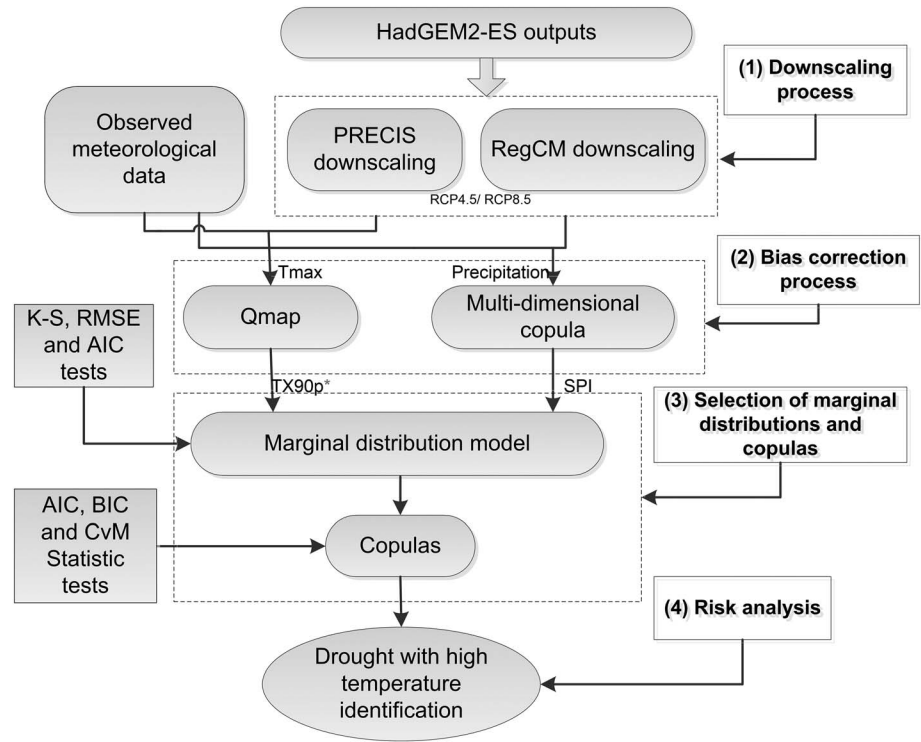 HadGEM2-ES outputs
(1) Downscaling
process
Observed
meteorological
data
PRECIS
downscaling
RegCM downscaling
RCP4.5/ RCP8.5
(2) Bias correction
process
Tmax
Precipitation
Qmap
Multi-dimensional
copula
K-S, RMSE
and AIC
tests
TX90p*
SPI
(3) Selection of marginal
distributions and
copulas
Marginal distribution model
AIC, BIC
and CvM
Statistic
tests
Copulas
(4) Risk analysis
Drought with high
temperature
identification